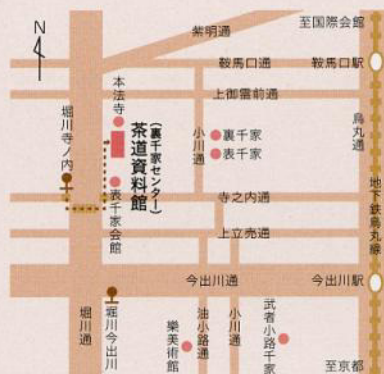 N
紫明通
至国際会館
鞍馬口通
鞍馬口駅
上御霊前通
本法寺
堀川寺ノ内
茶道資料館
(裏千家センター)
小川通
裏千家
表千家
烏丸通
地下鉄烏丸線
表千家会館
寺之内通
上立売通
今出川通
今出川駅
堀川通
堀川今出川
樂美術館
油小路通
小川通
武者小路千家
至京都